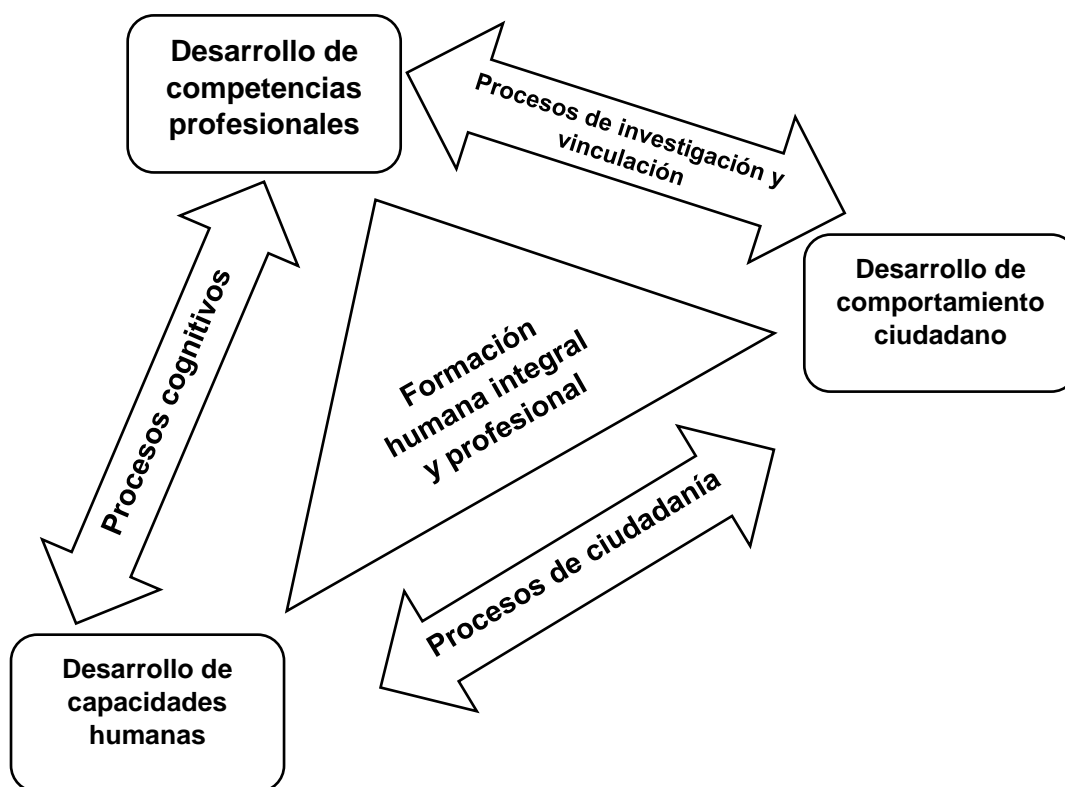 Desarrollo de
competencias
profesionales
Procesos de investigación y
vinculación
Desarrollo de
comportamiento
ciudadano
Procesos cognitivos
Formación
humana integral
y profesional
Procesos de ciudadanía
Desarrollo de
capacidades
humanas